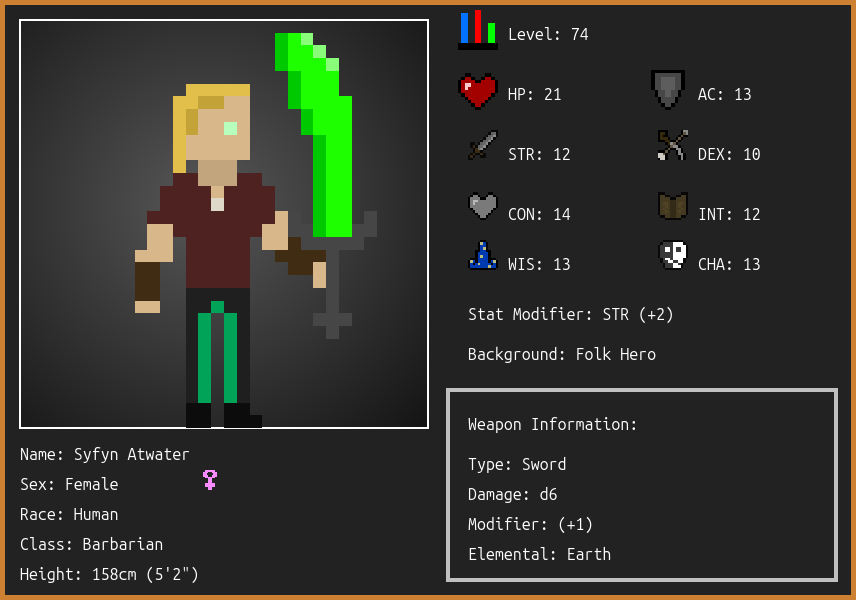 Level: 74
HP: 21
AC: 13
STR: 12
DEX: 10
CON: 14
INT: 12
WIS: 13
CHA: 13
Stat Modifier: STR (+2)
Background: Folk Hero
Weapon Information:
Type: Sword
Damage: d6
Modifier: (+1)
Elemental: Earth
Name: Syfyn Atwater
Sex: Female
Race: Human
Class: Barbarian
Height: 158cm (5'2")